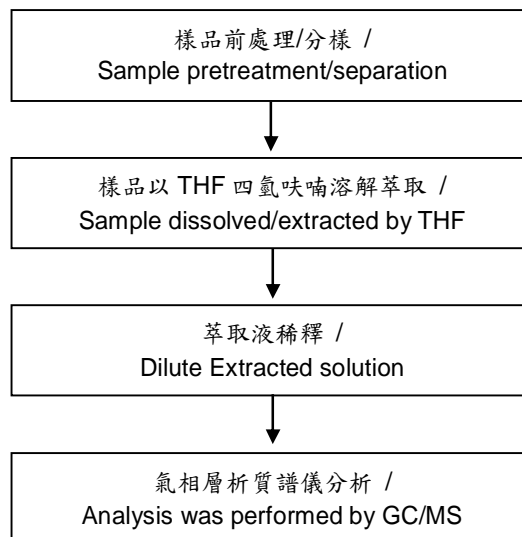 樣品前處理/分樣 /
Sample pretreatment/separation
樣品以 THF 四氫呋喃溶解萃取 /
Sample dissolved/extracted by THF
萃取液稀釋 /
Dilute Extracted solution
氣相層析質譜儀分析 /
Analysis was performed by GC/MS